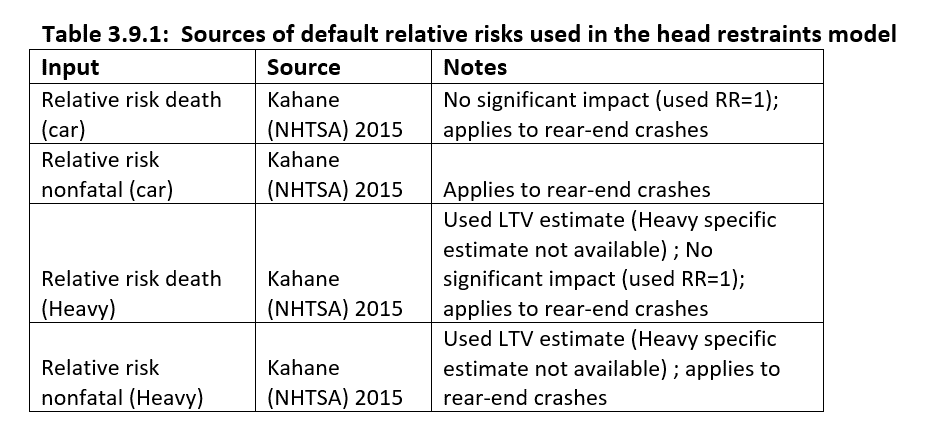 Table 3.9.1:  Sources of default relative risks used in the head restraints model
Input Source Notes
Relative risk death
(car)
Kahane
(NHTSA) 2015
No significant impact (used RR=1);
applies to rear-end crashes
Relative risk
nonfatal (car)
Kahane
(NHTSA) 2015
Applies to rear-end crashes
Relative risk death
(Heavy)
Kahane
(NHTSA) 2015
Used LTV estimate (Heavy specific
estimate not available) ; No
significant impact (used RR=1);
applies to rear-end crashes
Relative risk
nonfatal (Heavy)
Kahane
(NHTSA) 2015
Used LTV estimate (Heavy specific
estimate not available) ; applies to
rear-end crashes